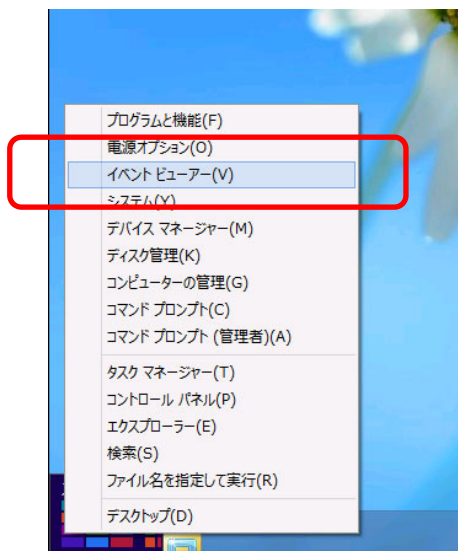 プログラムと機能(F)
電源オプション(O)
イベント ビューアー(V)
システム(Y)
デバイス マネージャー(M)
ディスク管理(K)
コンピューターの管理(G)
コマンド プロンプト(C)
コマンド プロンプト (管理者)(A)
タスク マネージャー(T)
コントロール パネル(P)
エクスプローラー(E)
検索(S)
ファイル名を指定して実行(R)
デスクトップ(D)